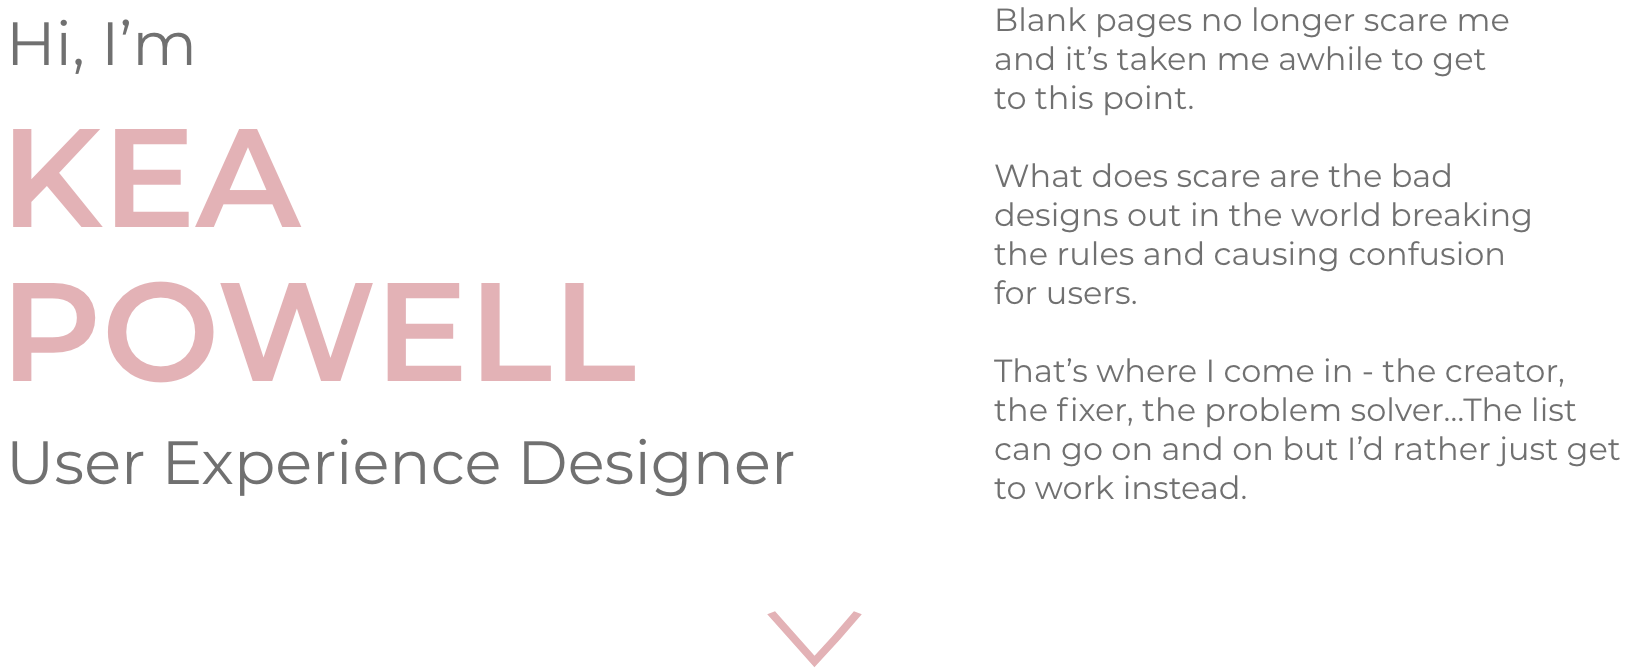 Hi, I’m
KEA
POWELL
User Experience Designer
Blank pages no longer scare me
and it’s taken me awhile to get
to this point.
What does scare are the bad
designs out in the world breaking
the rules and causing confusion
for users.
That’s where I come in - the creator,
the fixer, the problem solver...The list
can go on and on but I’d rather just get
to work instead.